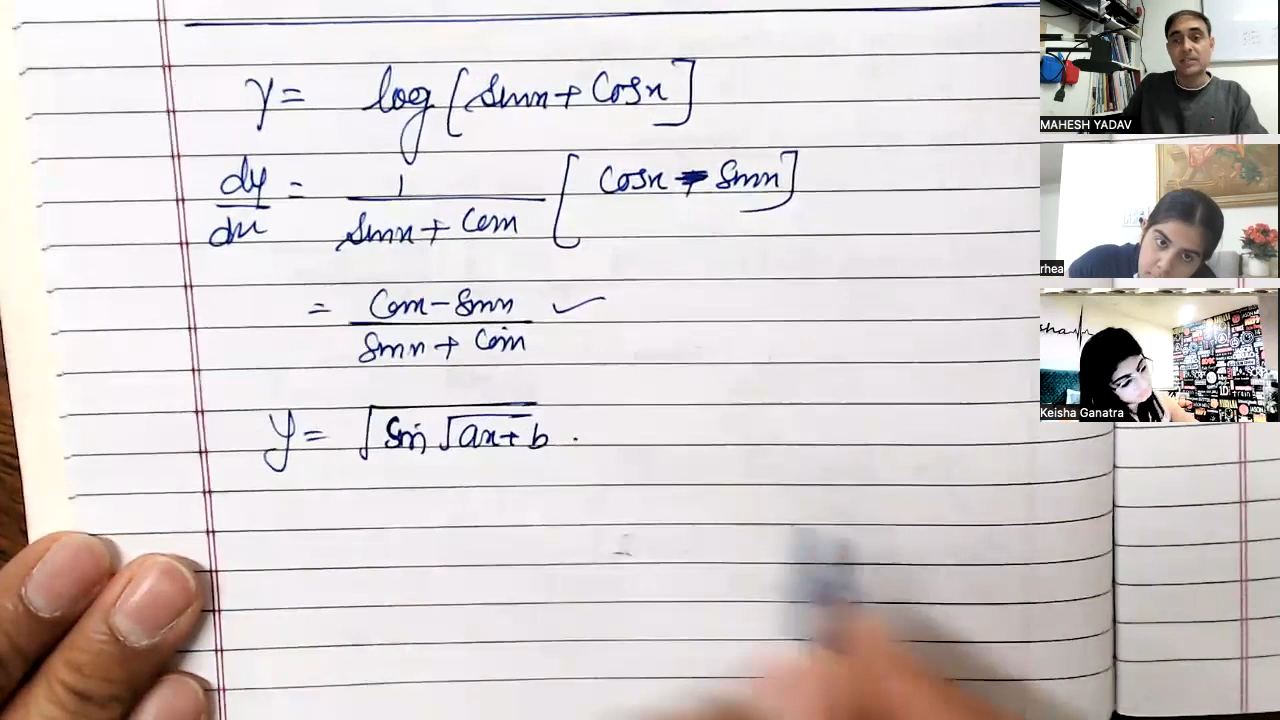 y = log [sinx + cosx]
dy/dx = 1/(sinx + cosx) [cosx - sinx]
= (cosx - sinx)/(sinx + cosx) ✓
y = √(sin √(ax + b)) .
MAHESH YADAV
rhea
Keisha Ganatra